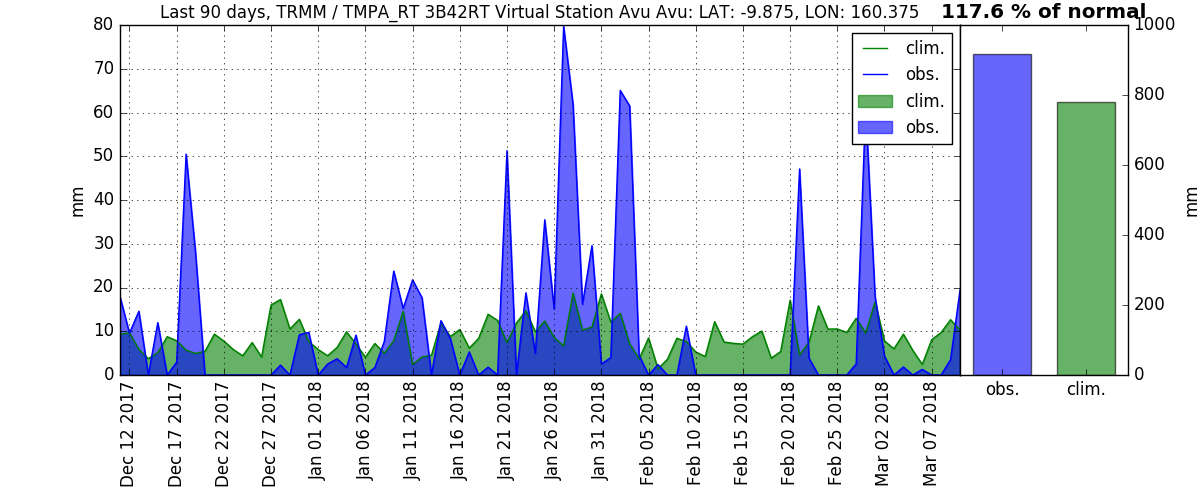 Last 90 days, TRMM / TMPA_RT 3B42RT Virtual Station Avu Avu: LAT: -9.875, LON: 160.375
117.6 % of normal
80
70
60
50
40
30
20
10
0
mm
clim.
obs.
clim.
obs.
1000
800
600
400
200
0
mm
obs.
clim.
Dec 12 2017
Dec 17 2017
Dec 22 2017
Dec 27 2017
Jan 01 2018
Jan 06 2018
Jan 11 2018
Jan 16 2018
Jan 21 2018
Jan 26 2018
Jan 31 2018
Feb 05 2018
Feb 10 2018
Feb 15 2018
Feb 20 2018
Feb 25 2018
Mar 02 2018
Mar 07 2018